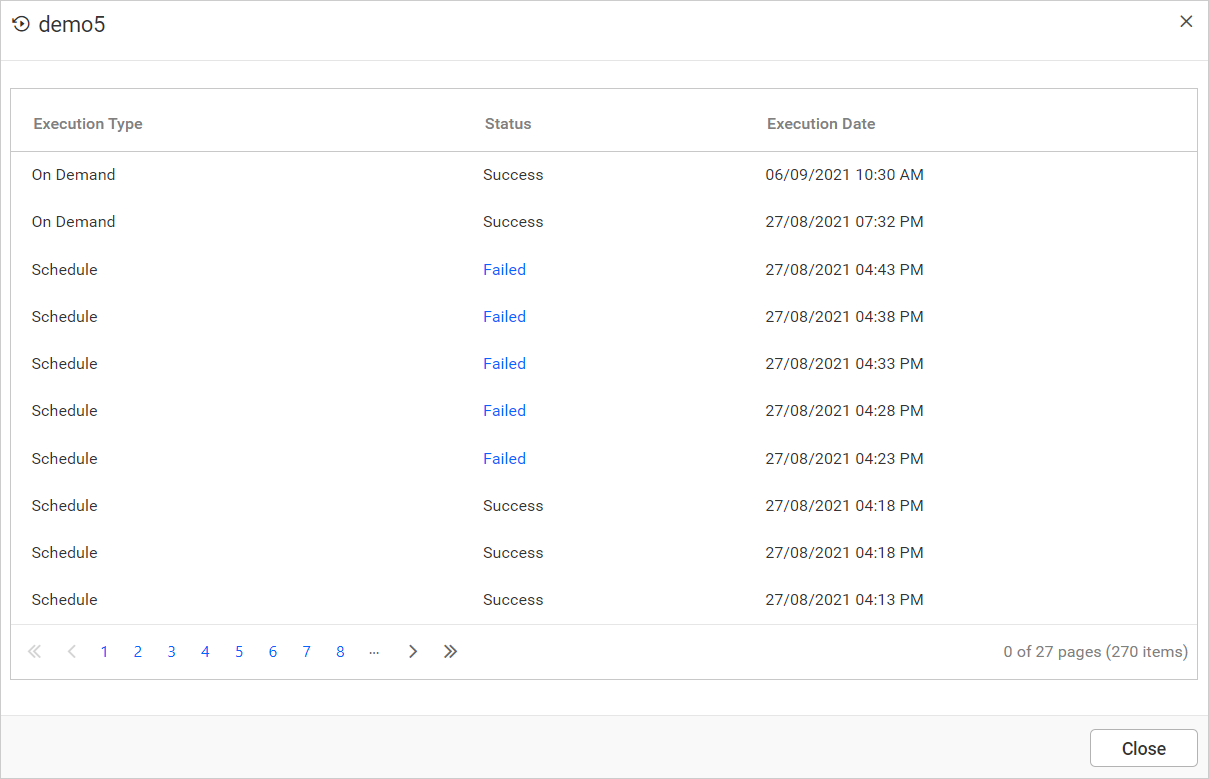 demo5
Execution Type Status Execution Date
On Demand Success 06/09/2021 10:30 AM
On Demand Success 27/08/2021 07:32 PM
Schedule Failed 27/08/2021 04:43 PM
Schedule Failed 27/08/2021 04:38 PM
Schedule Failed 27/08/2021 04:33 PM
Schedule Failed 27/08/2021 04:28 PM
Schedule Failed 27/08/2021 04:23 PM
Schedule Success 27/08/2021 04:18 PM
Schedule Success 27/08/2021 04:18 PM
Schedule Success 27/08/2021 04:13 PM
1 2 3 4 5 6 7 8 ... 0 of 27 pages (270 items)
Close